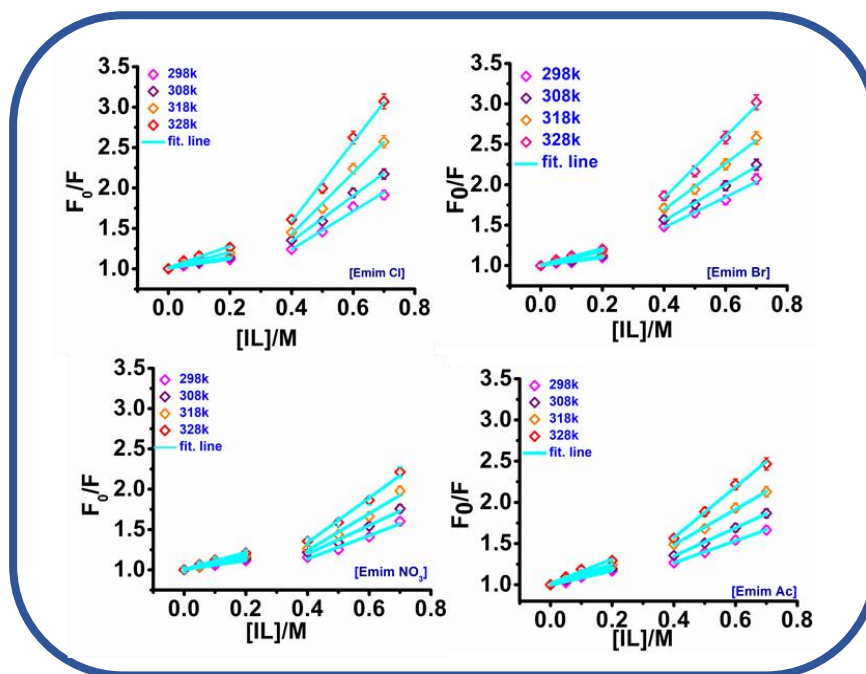 3.5
3.0
2.5
2.0
1.5
1.0
F₀/F
298k
308k
318k
328k
fit. line
[Emim Cl]
0.0 0.2 0.4 0.6 0.8
[IL]/M
3.5
3.0
2.5
2.0
1.5
1.0
F0/F
298k
308k
318k
328k
fit. line
[Emim Br]
0.0 0.2 0.4 0.6 0.8
[IL]/M
3.5
3.0
2.5
2.0
1.5
1.0
F₀/F
298k
308k
318k
328k
fit. line
[Emim NO₃]
0.0 0.2 0.4 0.6 0.8
[IL]/M
3.5
3.0
2.5
2.0
1.5
1.0
F0/F
298k
308k
318k
328k
fit. line
[Emim Ac]
0.0 0.2 0.4 0.6 0.8
[IL]/M